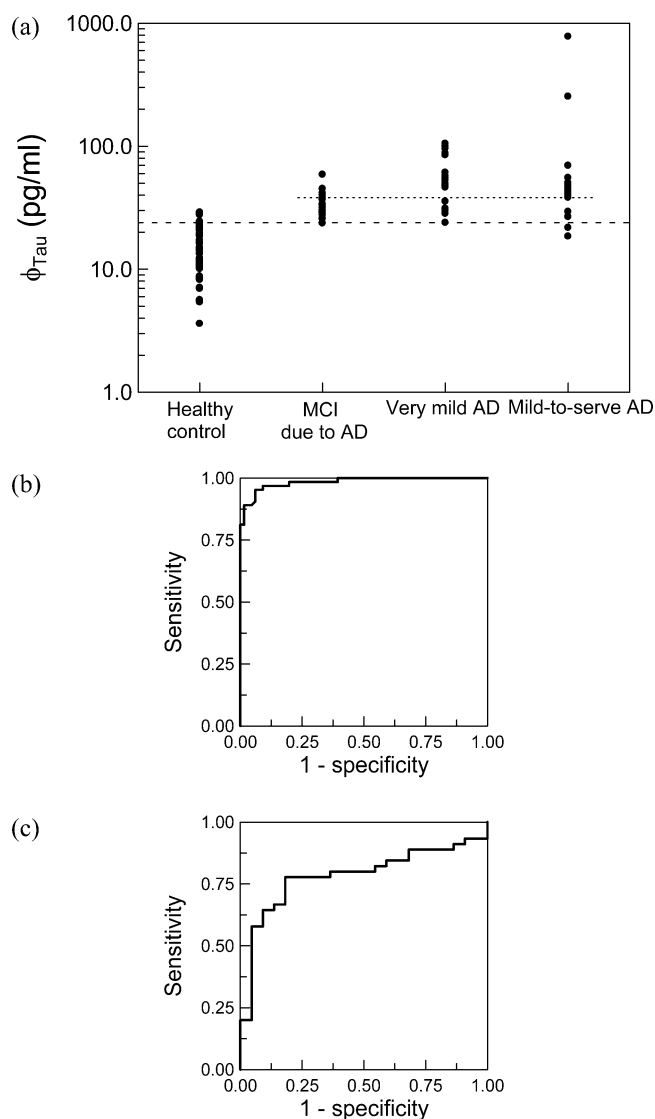 (a)
1000.0
100.0
10.0
1.0
ϕTau (pg/ml)
Healthy
control
MCI
due to AD
Very mild AD
Mild-to-serve AD
(b)
1.00
0.75
0.50
0.25
0.00
Sensitivity
0.00 0.25 0.50 0.75 1.00
1 - specificity
(c)
1.00
0.75
0.50
0.25
0.00
Sensitivity
0.00 0.25 0.50 0.75 1.00
1 - specificity